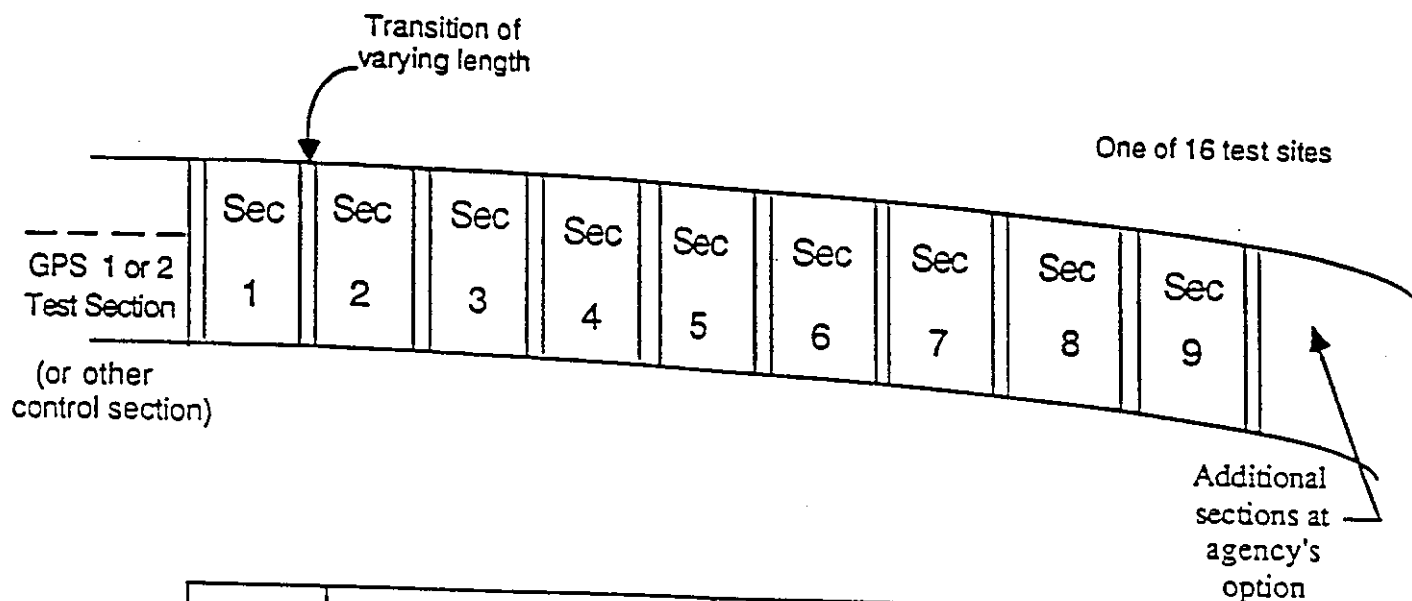 Transition of
varying length
One of 16 test sites
Sec
1
Sec
2
Sec
3
Sec
4
Sec
5
Sec
6
Sec
7
Sec
8
Sec
9
GPS 1 or 2
Test Section
(or other
control section)
Additional
sections at
agency's
option